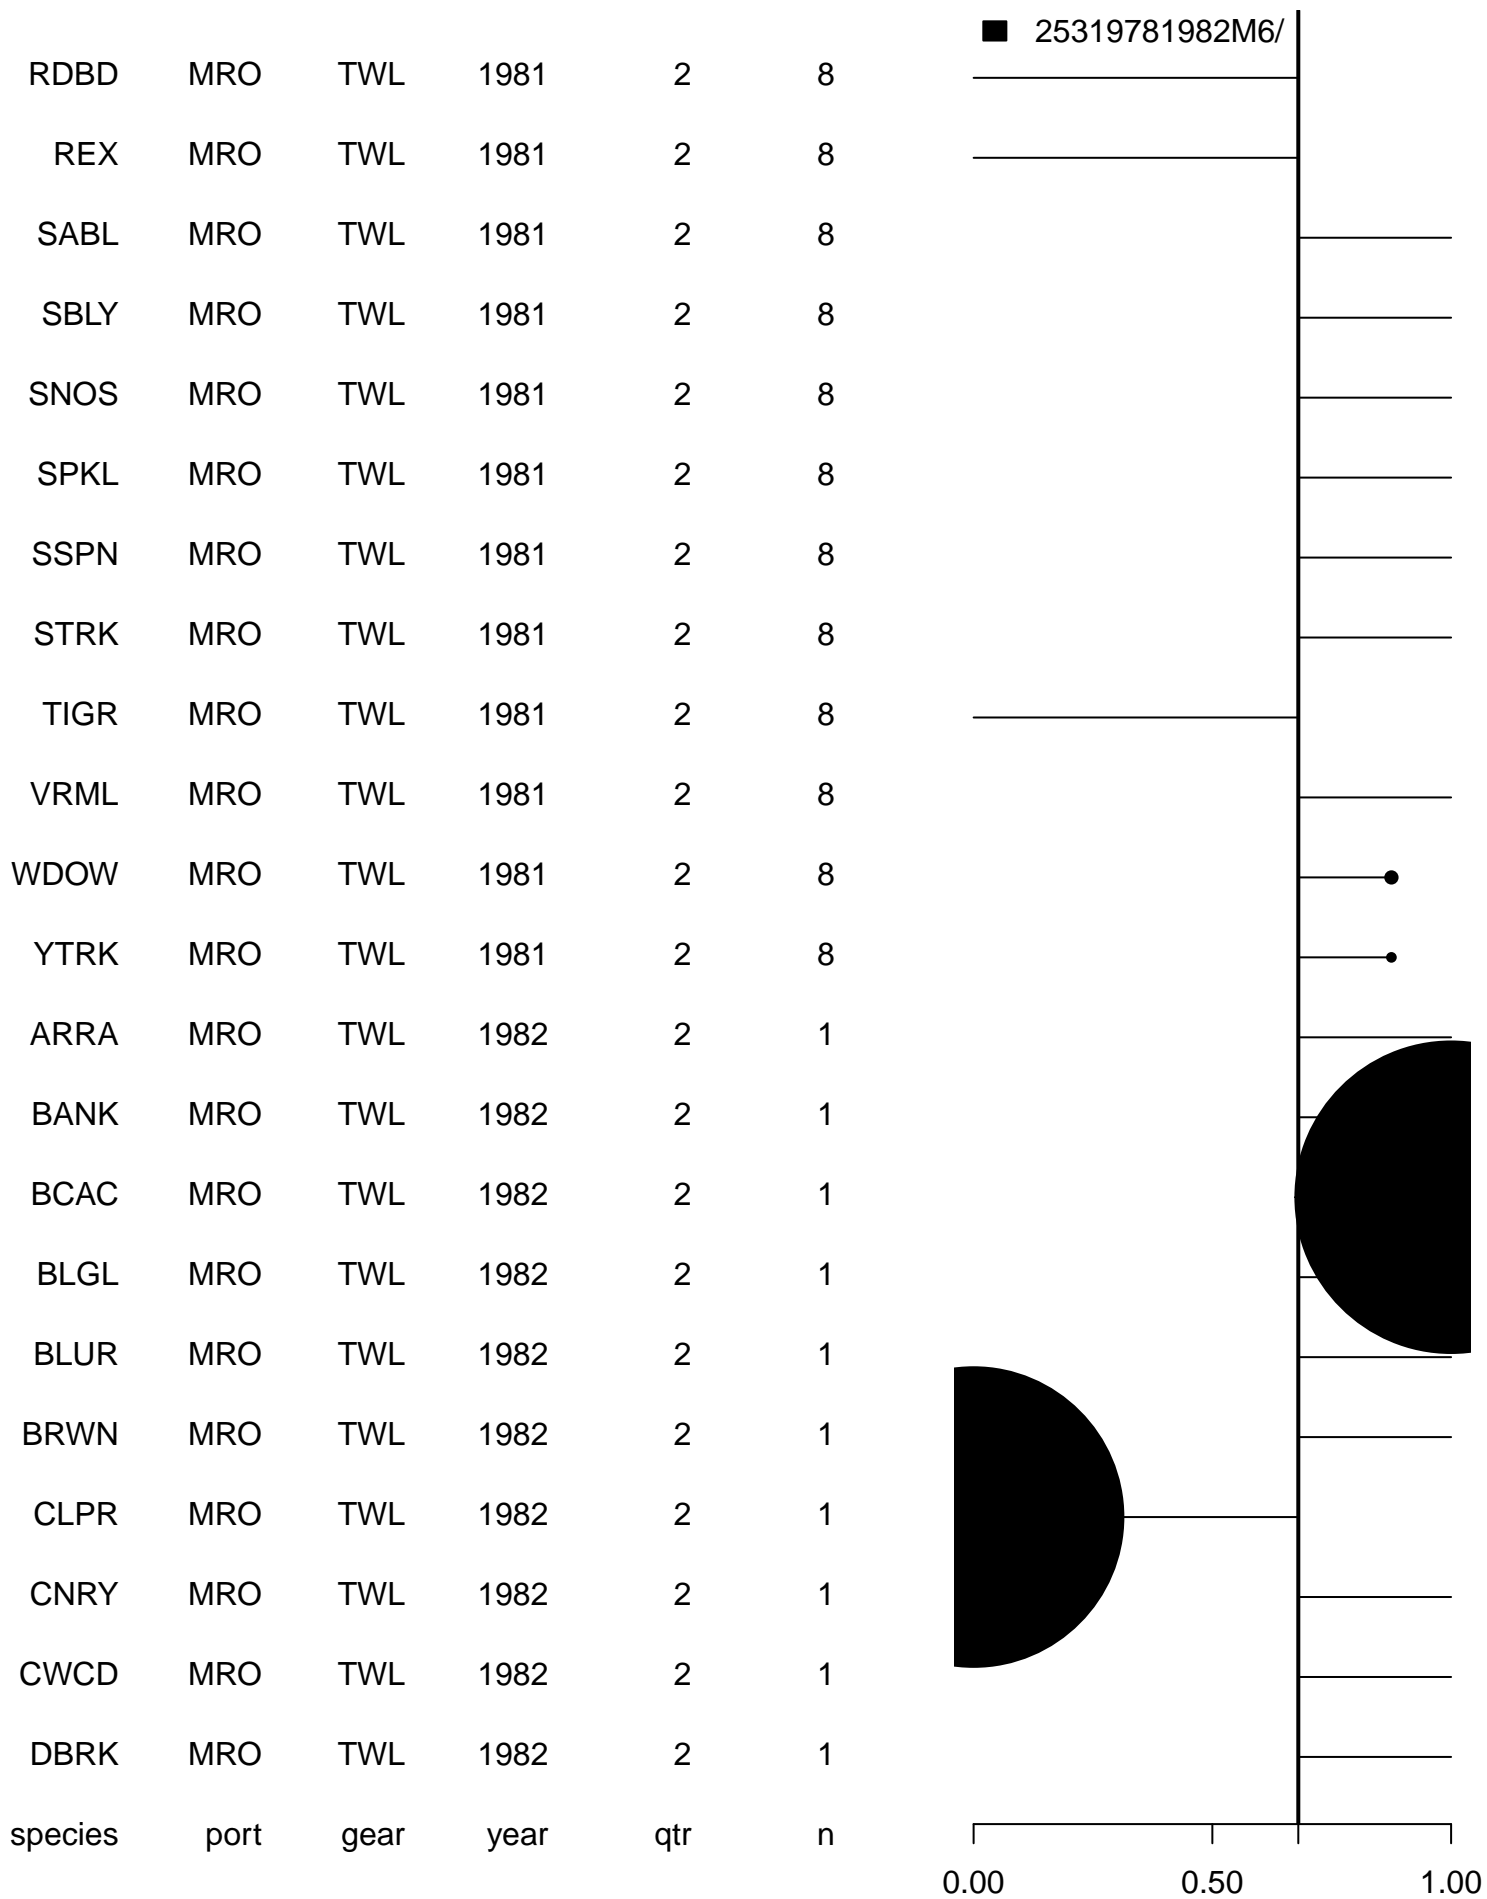 25319781982M6/
RDBD MRO TWL 1981 2 8
REX MRO TWL 1981 2 8
SABL MRO TWL 1981 2 8
SBLY MRO TWL 1981 2 8
SNOS MRO TWL 1981 2 8
SPKL MRO TWL 1981 2 8
SSPN MRO TWL 1981 2 8
STRK MRO TWL 1981 2 8
TIGR MRO TWL 1981 2 8
VRML MRO TWL 1981 2 8
WDOW MRO TWL 1981 2 8
YTRK MRO TWL 1981 2 8
ARRA MRO TWL 1982 2 1
BANK MRO TWL 1982 2 1
BCAC MRO TWL 1982 2 1
BLGL MRO TWL 1982 2 1
BLUR MRO TWL 1982 2 1
BRWN MRO TWL 1982 2 1
CLPR MRO TWL 1982 2 1
CNRY MRO TWL 1982 2 1
CWCD MRO TWL 1982 2 1
DBRK MRO TWL 1982 2 1
species port gear year qtr n
0.00 0.50 1.00